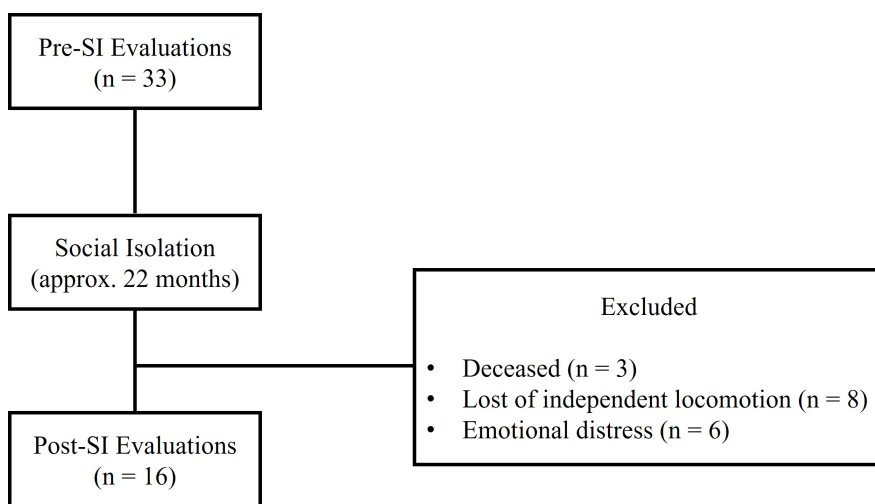 Pre-SI Evaluations
(n = 33)
Social Isolation
(approx. 22 months)
Excluded
• Deceased (n = 3)
• Lost of independent locomotion (n = 8)
• Emotional distress (n = 6)
Post-SI Evaluations
(n = 16)